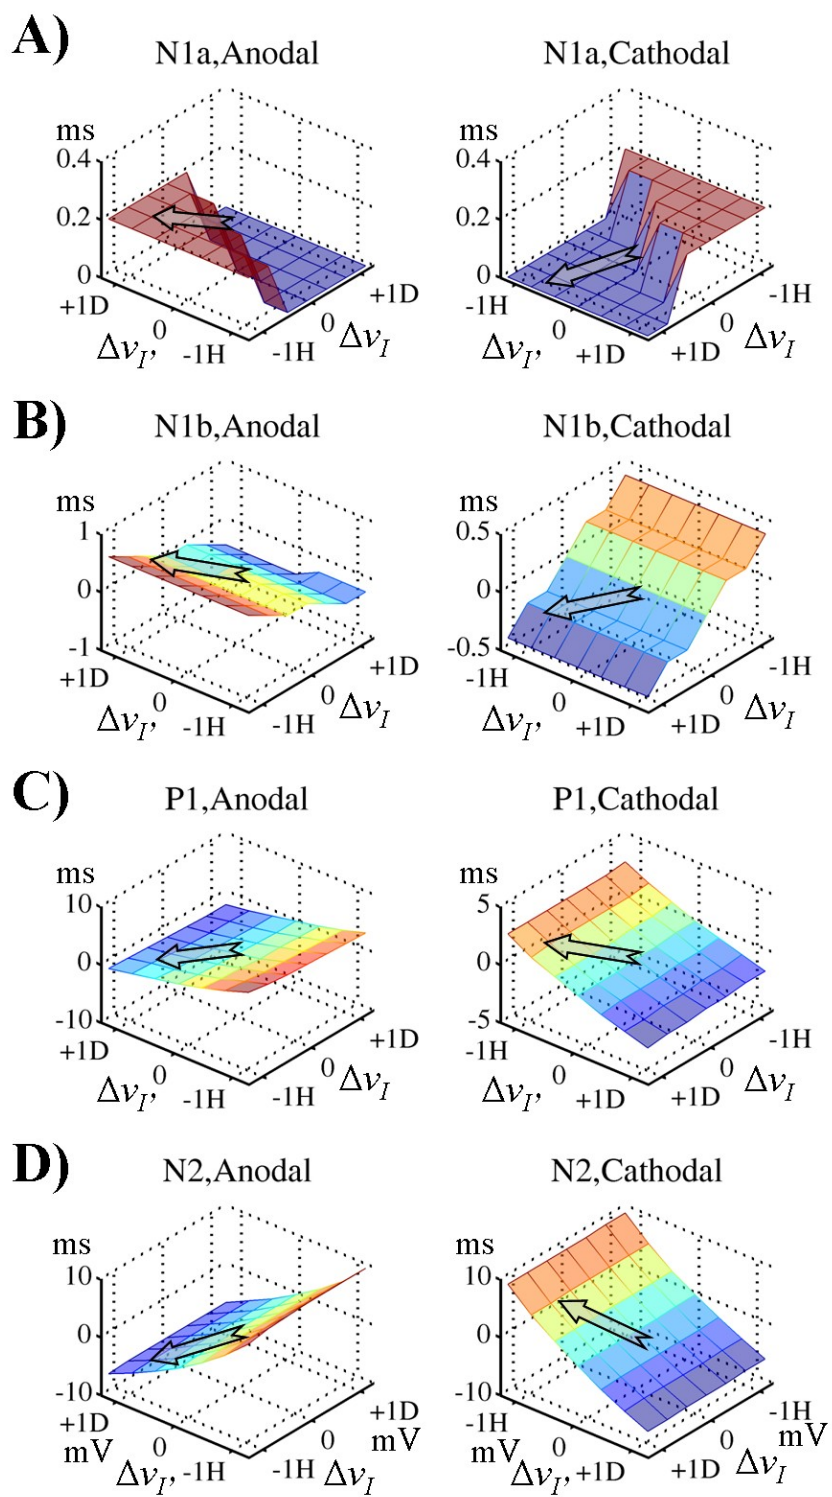 A)
N1a,Anodal
N1a,Cathodal
ms
0.4
0.2
0
+1D
0
-1H
Δv_I'
-1H
0
+1D
Δv_I
ms
0.4
0.2
0
-1H
0
+1D
Δv_I'
+1D
0
-1H
Δv_I
B)
N1b,Anodal
N1b,Cathodal
ms
1
0
-1
+1D
0
-1H
Δv_I'
-1H
0
+1D
Δv_I
ms
0.5
0
-0.5
-1H
0
+1D
Δv_I'
+1D
0
-1H
Δv_I
C)
P1,Anodal
P1,Cathodal
ms
10
0
-10
+1D
0
-1H
Δv_I'
-1H
0
+1D
Δv_I
ms
5
0
-5
-1H
0
+1D
Δv_I'
+1D
0
-1H
Δv_I
D)
N2,Anodal
N2,Cathodal
ms
10
0
-10
+1D
mV
0
-1H
Δv_I'
-1H
0
+1D
mV
Δv_I
ms
10
0
-10
-1H
mV
0
+1D
Δv_I'
+1D
0
-1H
mV
Δv_I